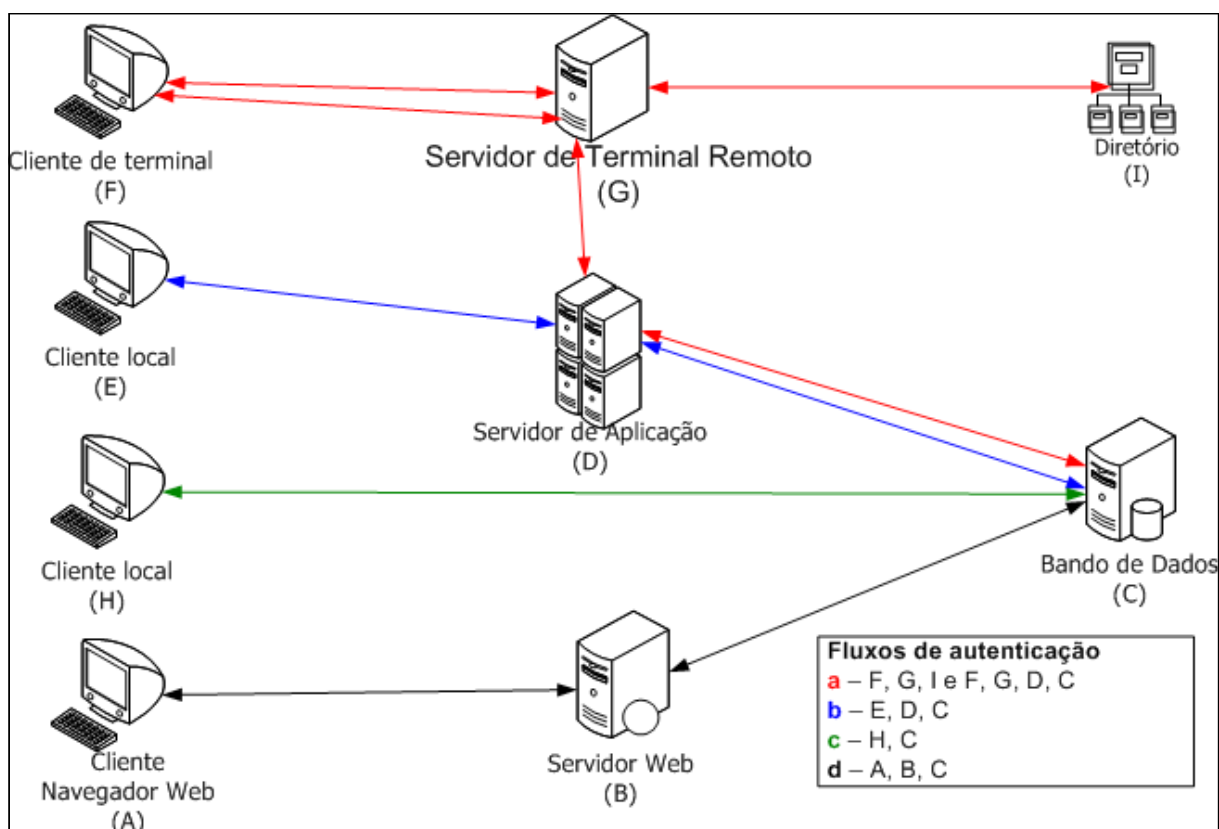 Cliente de terminal
(F)
Servidor de Terminal Remoto
(G)
Diretório
(I)
Cliente local
(E)
Servidor de Aplicação
(D)
Cliente local
(H)
Bando de Dados
(C)
Cliente
Navegador Web
(A)
Servidor Web
(B)
Fluxos de autenticação
a – F, G, I e F, G, D, C
b – E, D, C
c – H, C
d – A, B, C